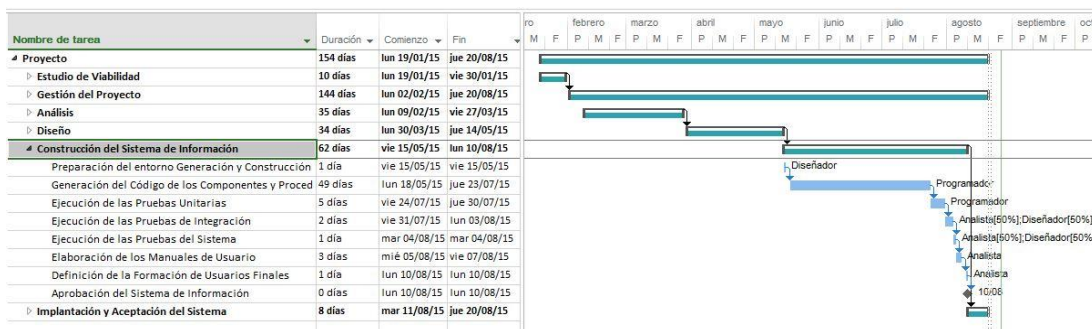 ro febrero marzo abril mayo junio julio agosto septiembre oc
Nombre de tarea Duración Comienzo Fin M F P M F P M F P M F P M F P M F P M F P M F P M F P
Proyecto 154 días lun 19/01/15 jue 20/08/15
Estudio de Viabilidad 10 días lun 19/01/15 vie 30/01/15
Gestión del Proyecto 144 días lun 02/02/15 jue 20/08/15
Análisis 35 días lun 09/02/15 vie 27/03/15
Diseño 34 días lun 30/03/15 jue 14/05/15
Construcción del Sistema de Información 62 días vie 15/05/15 lun 10/08/15
Preparación del entorno Generación y Construcción 1 día vie 15/05/15 vie 15/05/15 Diseñador
Generación del Código de los Componentes y Proced 49 días lun 18/05/15 jue 23/07/15 Programador
Ejecución de las Pruebas Unitarias 5 días vie 24/07/15 jue 30/07/15 Programador
Ejecución de las Pruebas de Integración 2 días vie 31/07/15 lun 03/08/15 Analista[50%];Diseñador[50%]
Ejecución de las Pruebas del Sistema 1 día mar 04/08/15 mar 04/08/15 Analista[50%];Diseñador[50%
Elaboración de los Manuales de Usuario 3 días mié 05/08/15 vie 07/08/15 Analista
Definición de la Formación de Usuarios Finales 1 día lun 10/08/15 lun 10/08/15 Analista
Aprobación del Sistema de Información 0 días lun 10/08/15 lun 10/08/15 10/08
Implantación y Aceptación del Sistema 8 días mar 11/08/15 jue 20/08/15